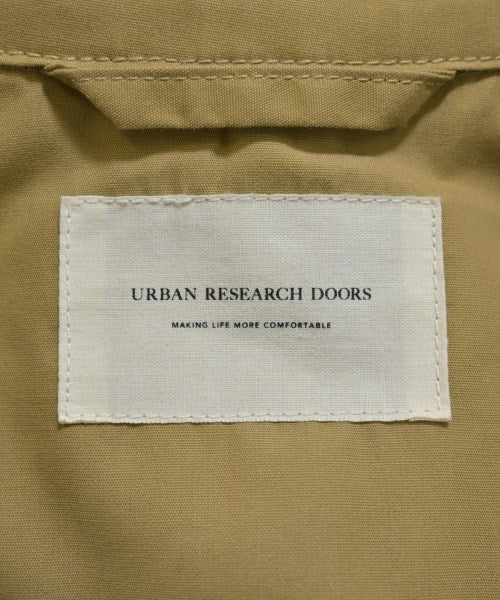 URBAN RESEARCH DOORS
MAKING LIFE MORE COMFORTABLE